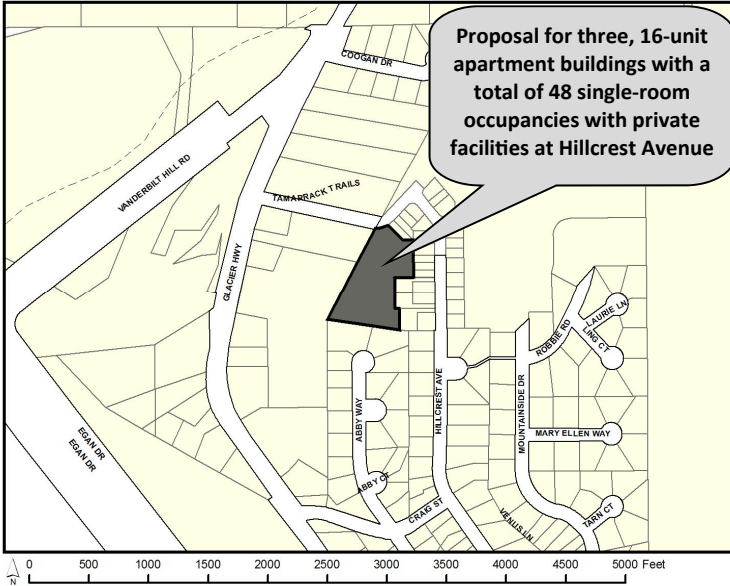 Proposal for three, 16-unit
apartment buildings with a
total of 48 single-room
occupancies with private
facilities at Hillcrest Avenue
COOGAN DR
VANDERBILT HILL RD
TAMARRACK TRAILS
GLACIER HWY
LAURIE LN
LING CT
ROBBIE RD
HILLCREST AVE
MOUNTAINSIDE DR
ABBY WAY
MARY ELLEN WAY
EGAN DR
EGAN DR
ABBY CT
CRAIG ST
VENUS LN
TARN CT
0 500 1000 1500 2000 2500 3000 3500 4000 4500 5000 Feet
N